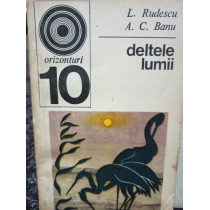 L. Rudescu
A. C. Banu
orizonturi
deltele
lumii
10